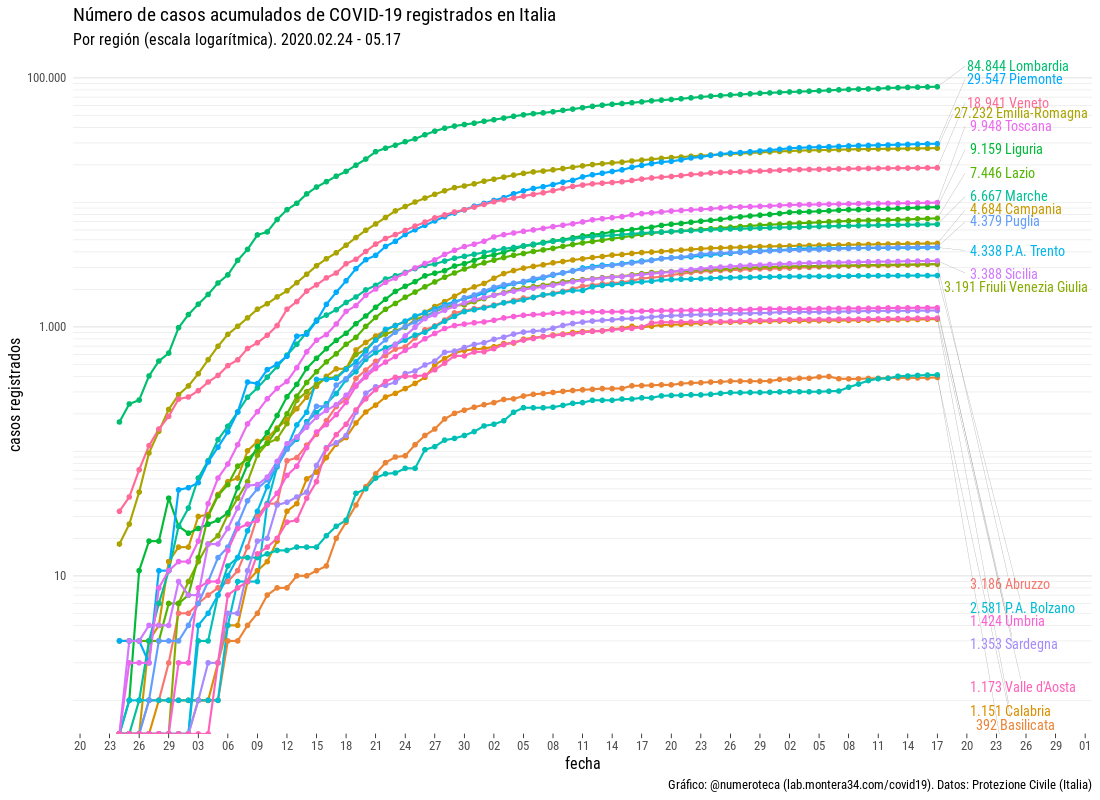 Número de casos acumulados de COVID-19 registrados en Italia
Por región (escala logarítmica). 2020.02.24 - 05.17
100.000
1.000
10
casos registrados
84.844 Lombardia
29.547 Piemonte
18.941 Veneto
27.232 Emilia-Romagna
9.948 Toscana
9.159 Liguria
7.446 Lazio
6.667 Marche
4.684 Campania
4.379 Puglia
4.338 P.A. Trento
3.388 Sicilia
3.191 Friuli Venezia Giulia
3.186 Abruzzo
2.581 P.A. Bolzano
1.424 Umbria
1.353 Sardegna
1.173 Valle d'Aosta
1.151 Calabria
392 Basilicata
20 23 26 29 03 06 09 12 15 18 21 24 27 30 02 05 08 11 14 17 20 23 26 29 02 05 08 11 14 17 20 23 26 29 01
fecha
Gráfico: @numeroteca (lab.montera34.com/covid19). Datos: Protezione Civile (Italia)